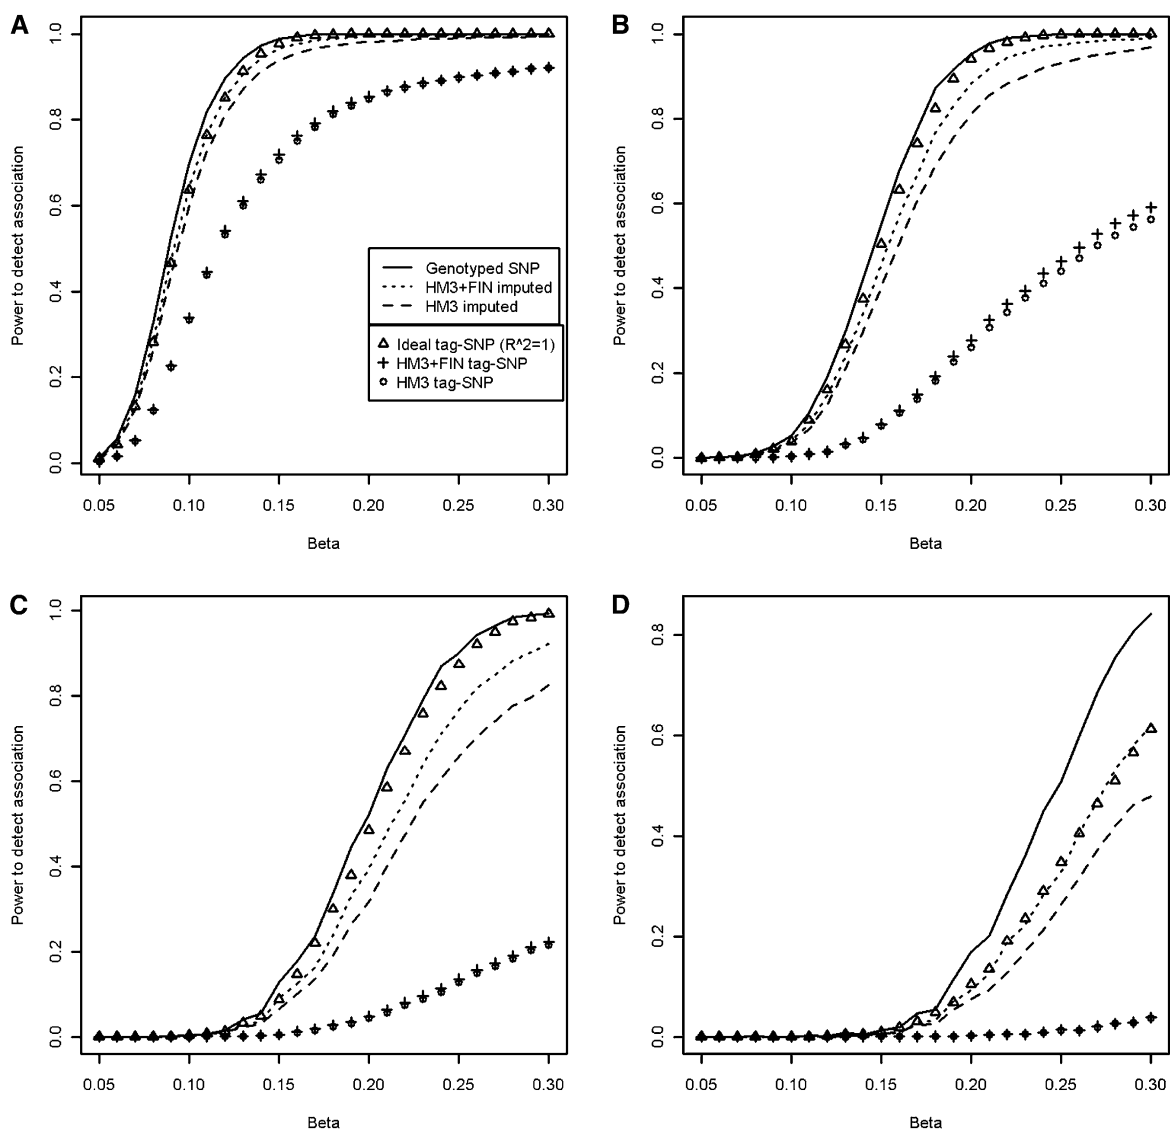 A
Power to detect association
1.0
0.8
0.6
0.4
0.2
0.0
0.05 0.10 0.15 0.20 0.25 0.30
Beta
Genotyped SNP
HM3+FIN imputed
HM3 imputed
Ideal tag-SNP (R^2=1)
HM3+FIN tag-SNP
HM3 tag-SNP
B
Power to detect association
1.0
0.8
0.6
0.4
0.2
0.0
0.05 0.10 0.15 0.20 0.25 0.30
Beta
C
Power to detect association
1.0
0.8
0.6
0.4
0.2
0.0
0.05 0.10 0.15 0.20 0.25 0.30
Beta
D
Power to detect association
0.8
0.6
0.4
0.2
0.0
0.05 0.10 0.15 0.20 0.25 0.30
Beta